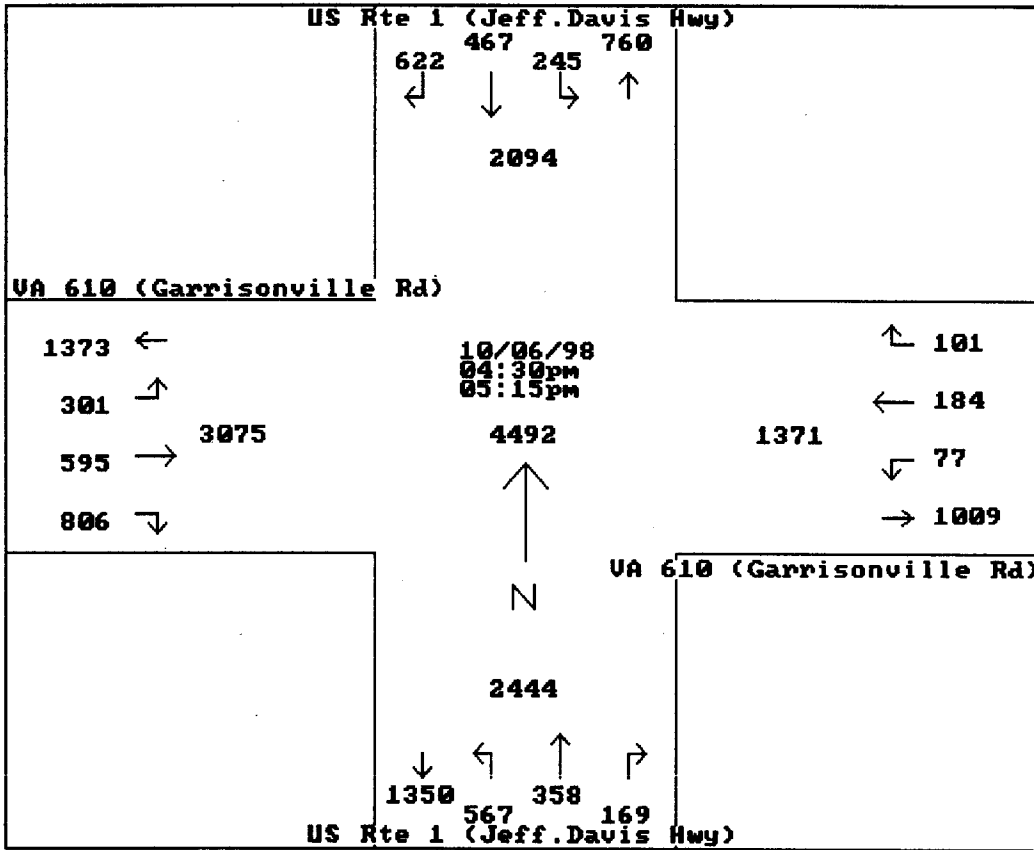 US Rte 1 (Jeff.Davis Hwy)
467 760
622 245
2094
VA 610 (Garrisonville Rd)
1373
301
595
806
3075
10/06/98
04:30pm
05:15pm
4492
1371
101
184
77
1009
VA 610 (Garrisonville Rd)
N
2444
1350 358
567 169
US Rte 1 (Jeff.Davis Hwy)